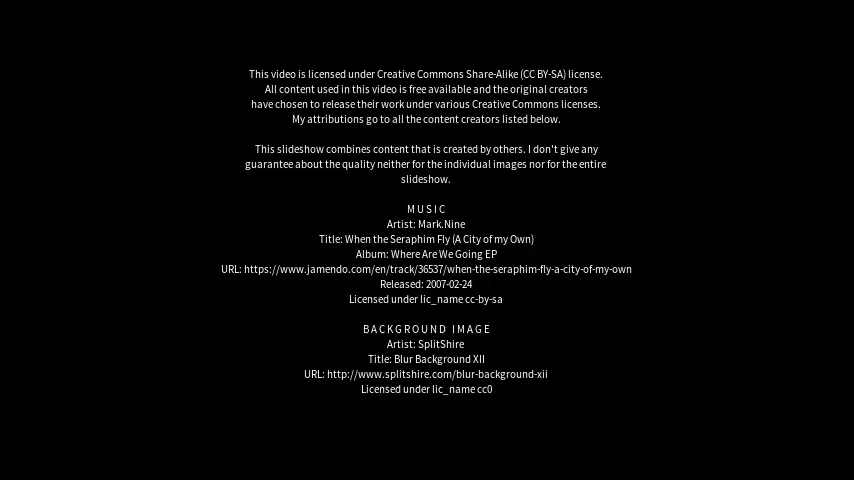 This video is licensed under Creative Commons Share-Alike (CC BY-SA) license.
All content used in this video is free available and the original creators
have chosen to release their work under various Creative Commons licenses.
My attributions go to all the content creators listed below.
This slideshow combines content that is created by others. I don't give any
guarantee about the quality neither for the individual images nor for the entire
slideshow.
MUSIC
Artist: Mark.Nine
Title: When the Seraphim Fly (A City of my Own)
Album: Where Are We Going EP
URL: https://www.jamendo.com/en/track/36537/when-the-seraphim-fly-a-city-of-my-own
Released: 2007-02-24
Licensed under lic_name cc-by-sa
BACKGROUND IMAGE
Artist: SplitShire
Title: Blur Background XII
URL: http://www.splitshire.com/blur-background-xii
Licensed under lic_name cc0